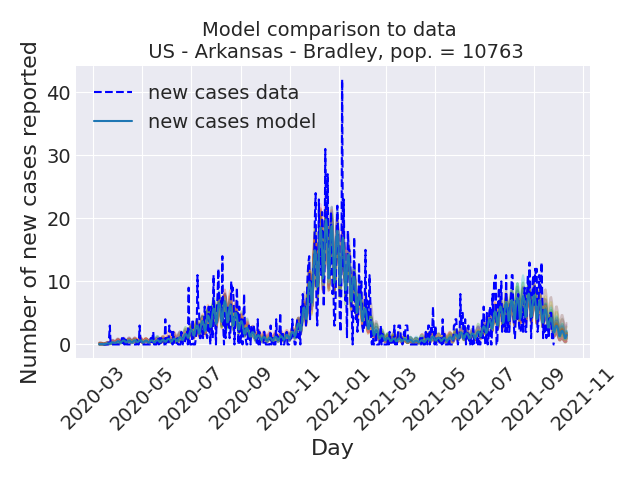 Model comparison to data
US - Arkansas - Bradley, pop. = 10763
Number of new cases reported
40
30
20
10
0
new cases data
new cases model
2020-03
2020-05
2020-07
2020-09
2020-11
2021-01
2021-03
2021-05
2021-07
2021-09
2021-11
Day